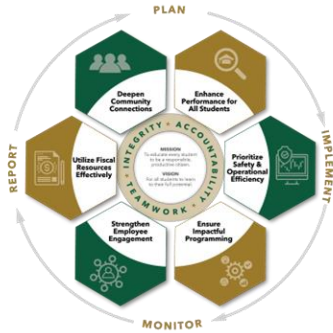 PLAN
Deepen
Community
Connections
Enhance
Performance for
All Students
INTEGRITY • ACCOUNTABILITY • TEAMWORK •
MISSION
To educate every student
to be a responsible,
productive citizen.
VISION
For all students to learn
to their full potential.
Utilize Fiscal
Resources
Effectively
Prioritize
Safety &
Operational
Efficiency
REPORT
IMPLEMENT
Strengthen
Employee
Engagement
Ensure
Impactful
Programming
MONITOR